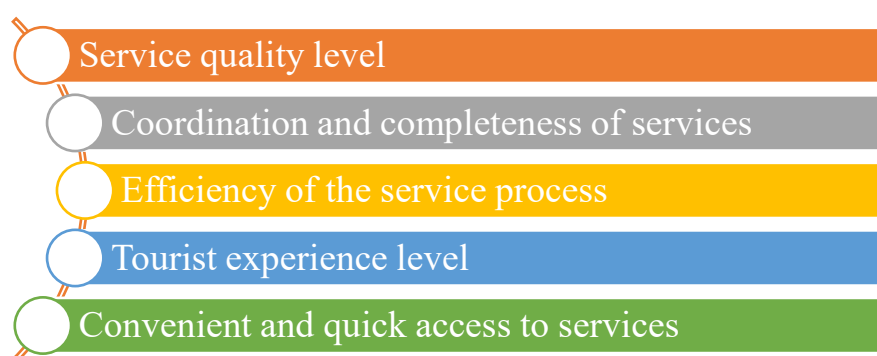 Service quality level
Coordination and completeness of services
Efficiency of the service process
Tourist experience level
Convenient and quick access to services